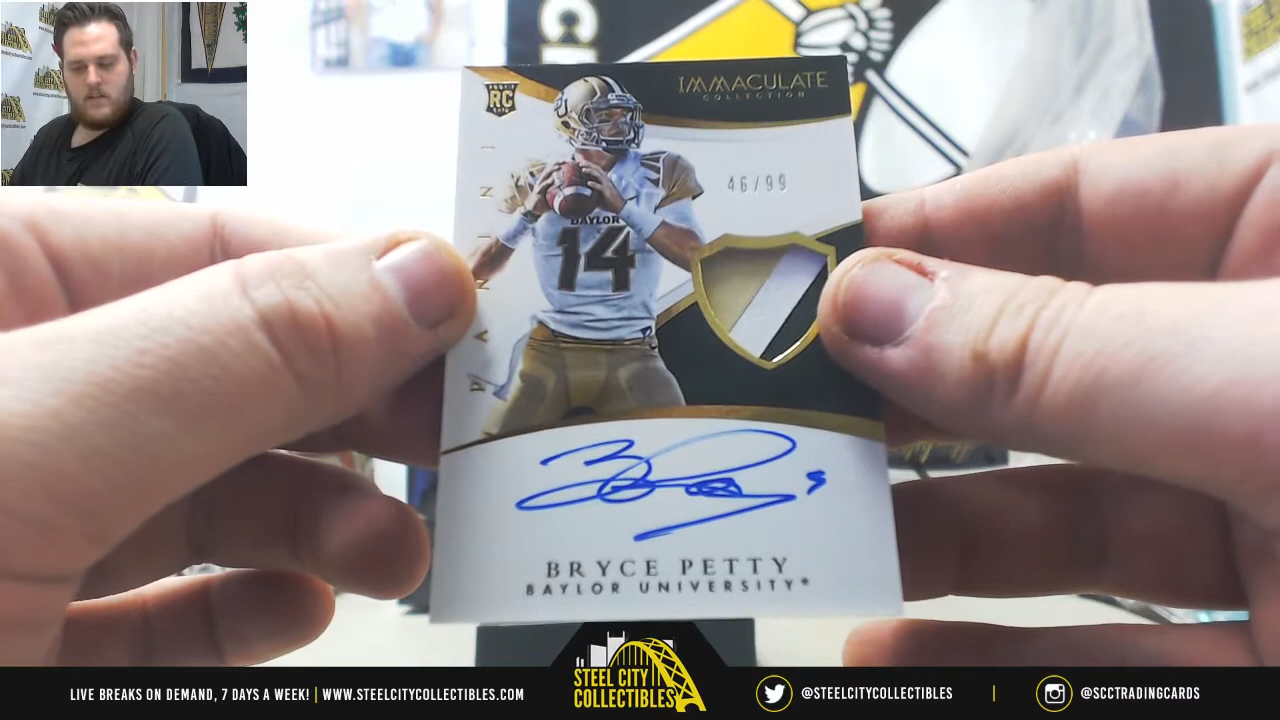 RC
IMMACULATE
COLLECTION
46/99
PANINI
BAYLOR
14
BRYCE PETTY
BAYLOR UNIVERSITY
STEEL CITY
COLLECTIBLES
LIVE BREAKS ON DEMAND, 7 DAYS A WEEK! | WWW.STEELCITYCOLLECTIBLES.COM
@STEELCITYCOLLECTIBLES | @SCCTRADINGCARDS